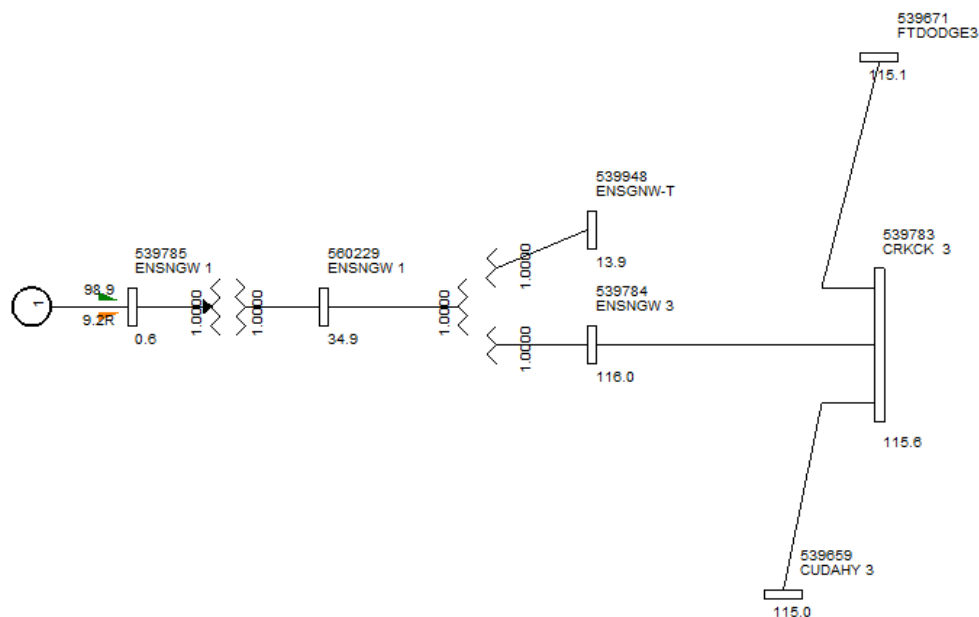 539671
FTDODGE3
115.1
539948
ENSGNW-T
13.9
1.0000
539785
ENSNGW 1
0.6
560229
ENSNGW 1
34.9
539784
ENSNGW 3
116.0
539783
CRKCK 3
115.6
1
98.9
9.2R
1.0000
1.0000
1.0000
1.0000
539659
CUDAHY 3
115.0